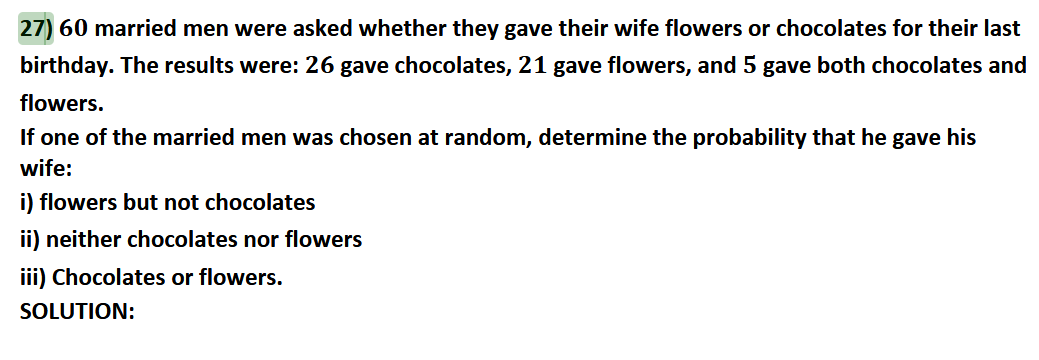 27) 60 married men were asked whether they gave their wife flowers or chocolates for their last
birthday. The results were: 26 gave chocolates, 21 gave flowers, and 5 gave both chocolates and
flowers.
If one of the married men was chosen at random, determine the probability that he gave his
wife:
i) flowers but not chocolates
ii) neither chocolates nor flowers
iii) Chocolates or flowers.
SOLUTION: